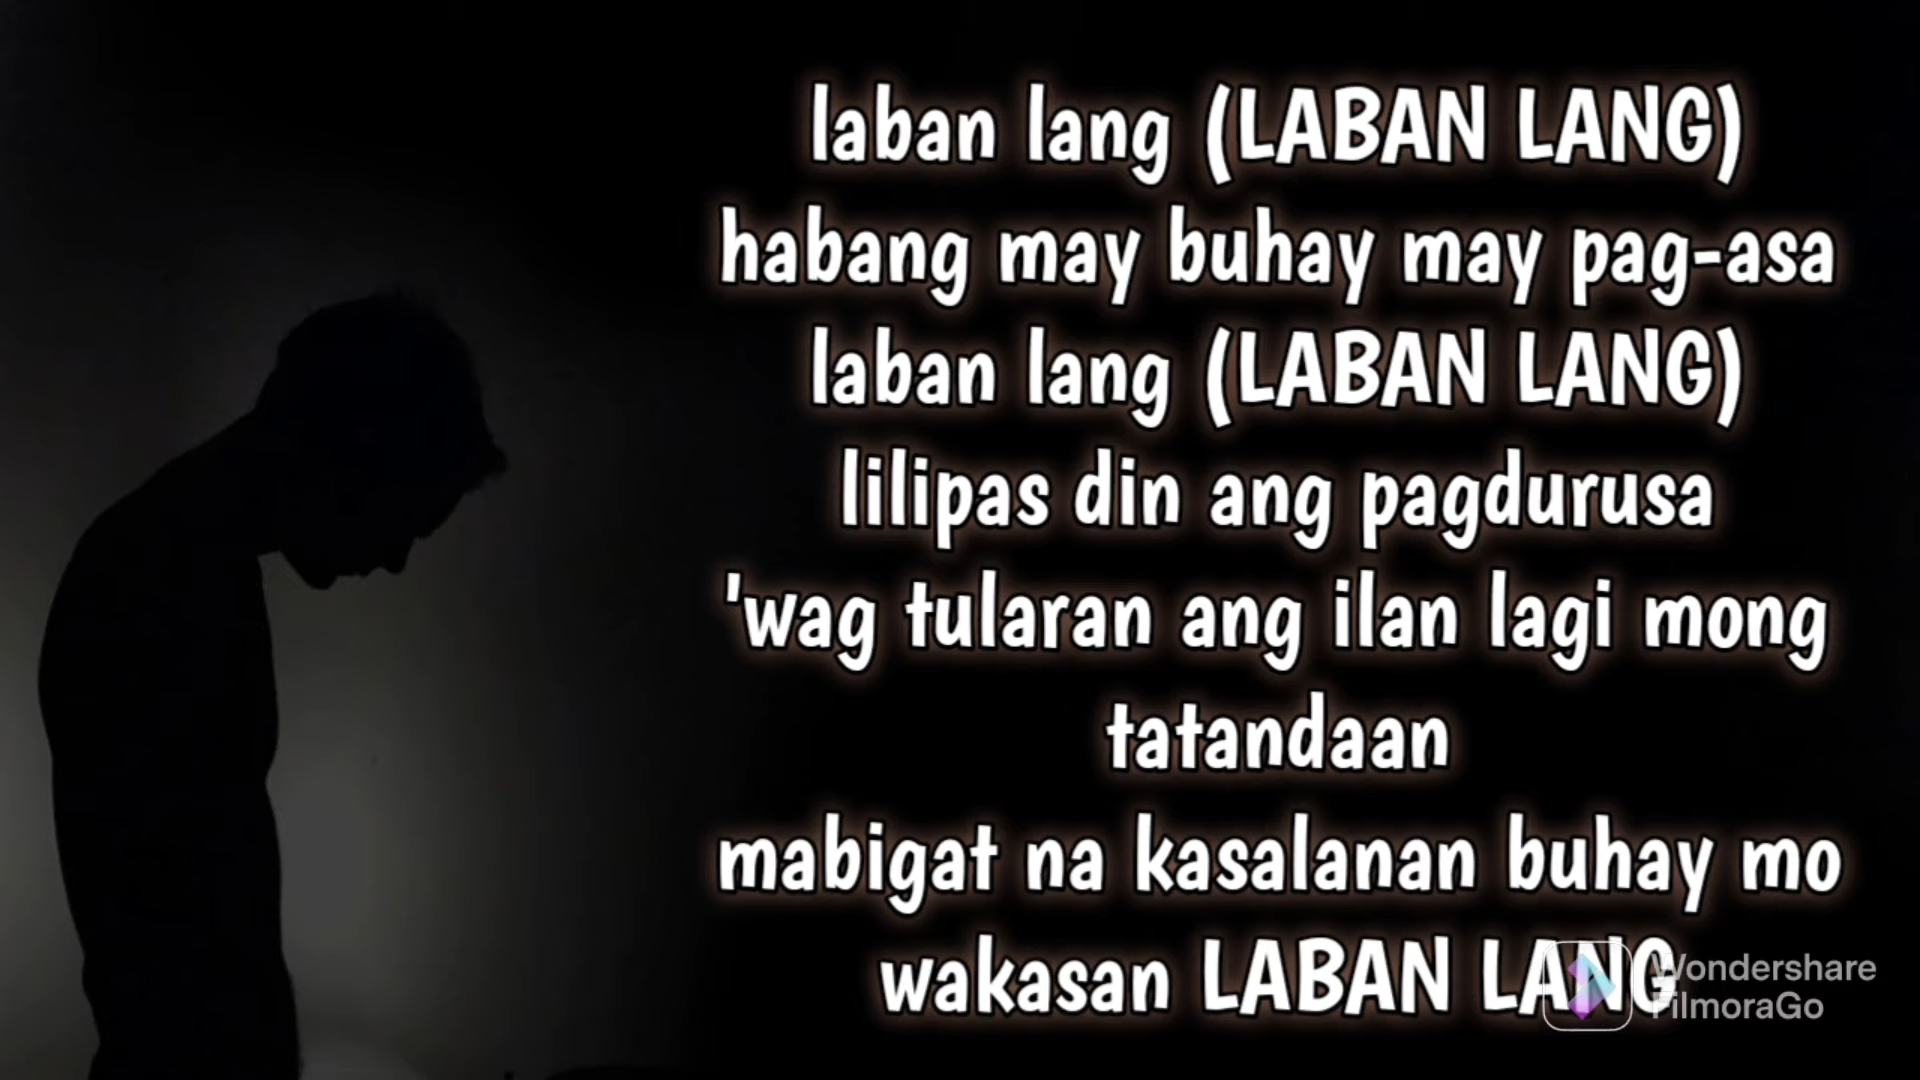 laban lang (LABAN LANG)
habang may buhay may pag-asa
laban lang (LABAN LANG)
lilipas din ang pagdurusa
'wag tularan ang ilan lagi mong
tatandaan
mabigat na kasalanan buhay mo
wakasan LABAN LANG
Wondershare
FilmoraGo